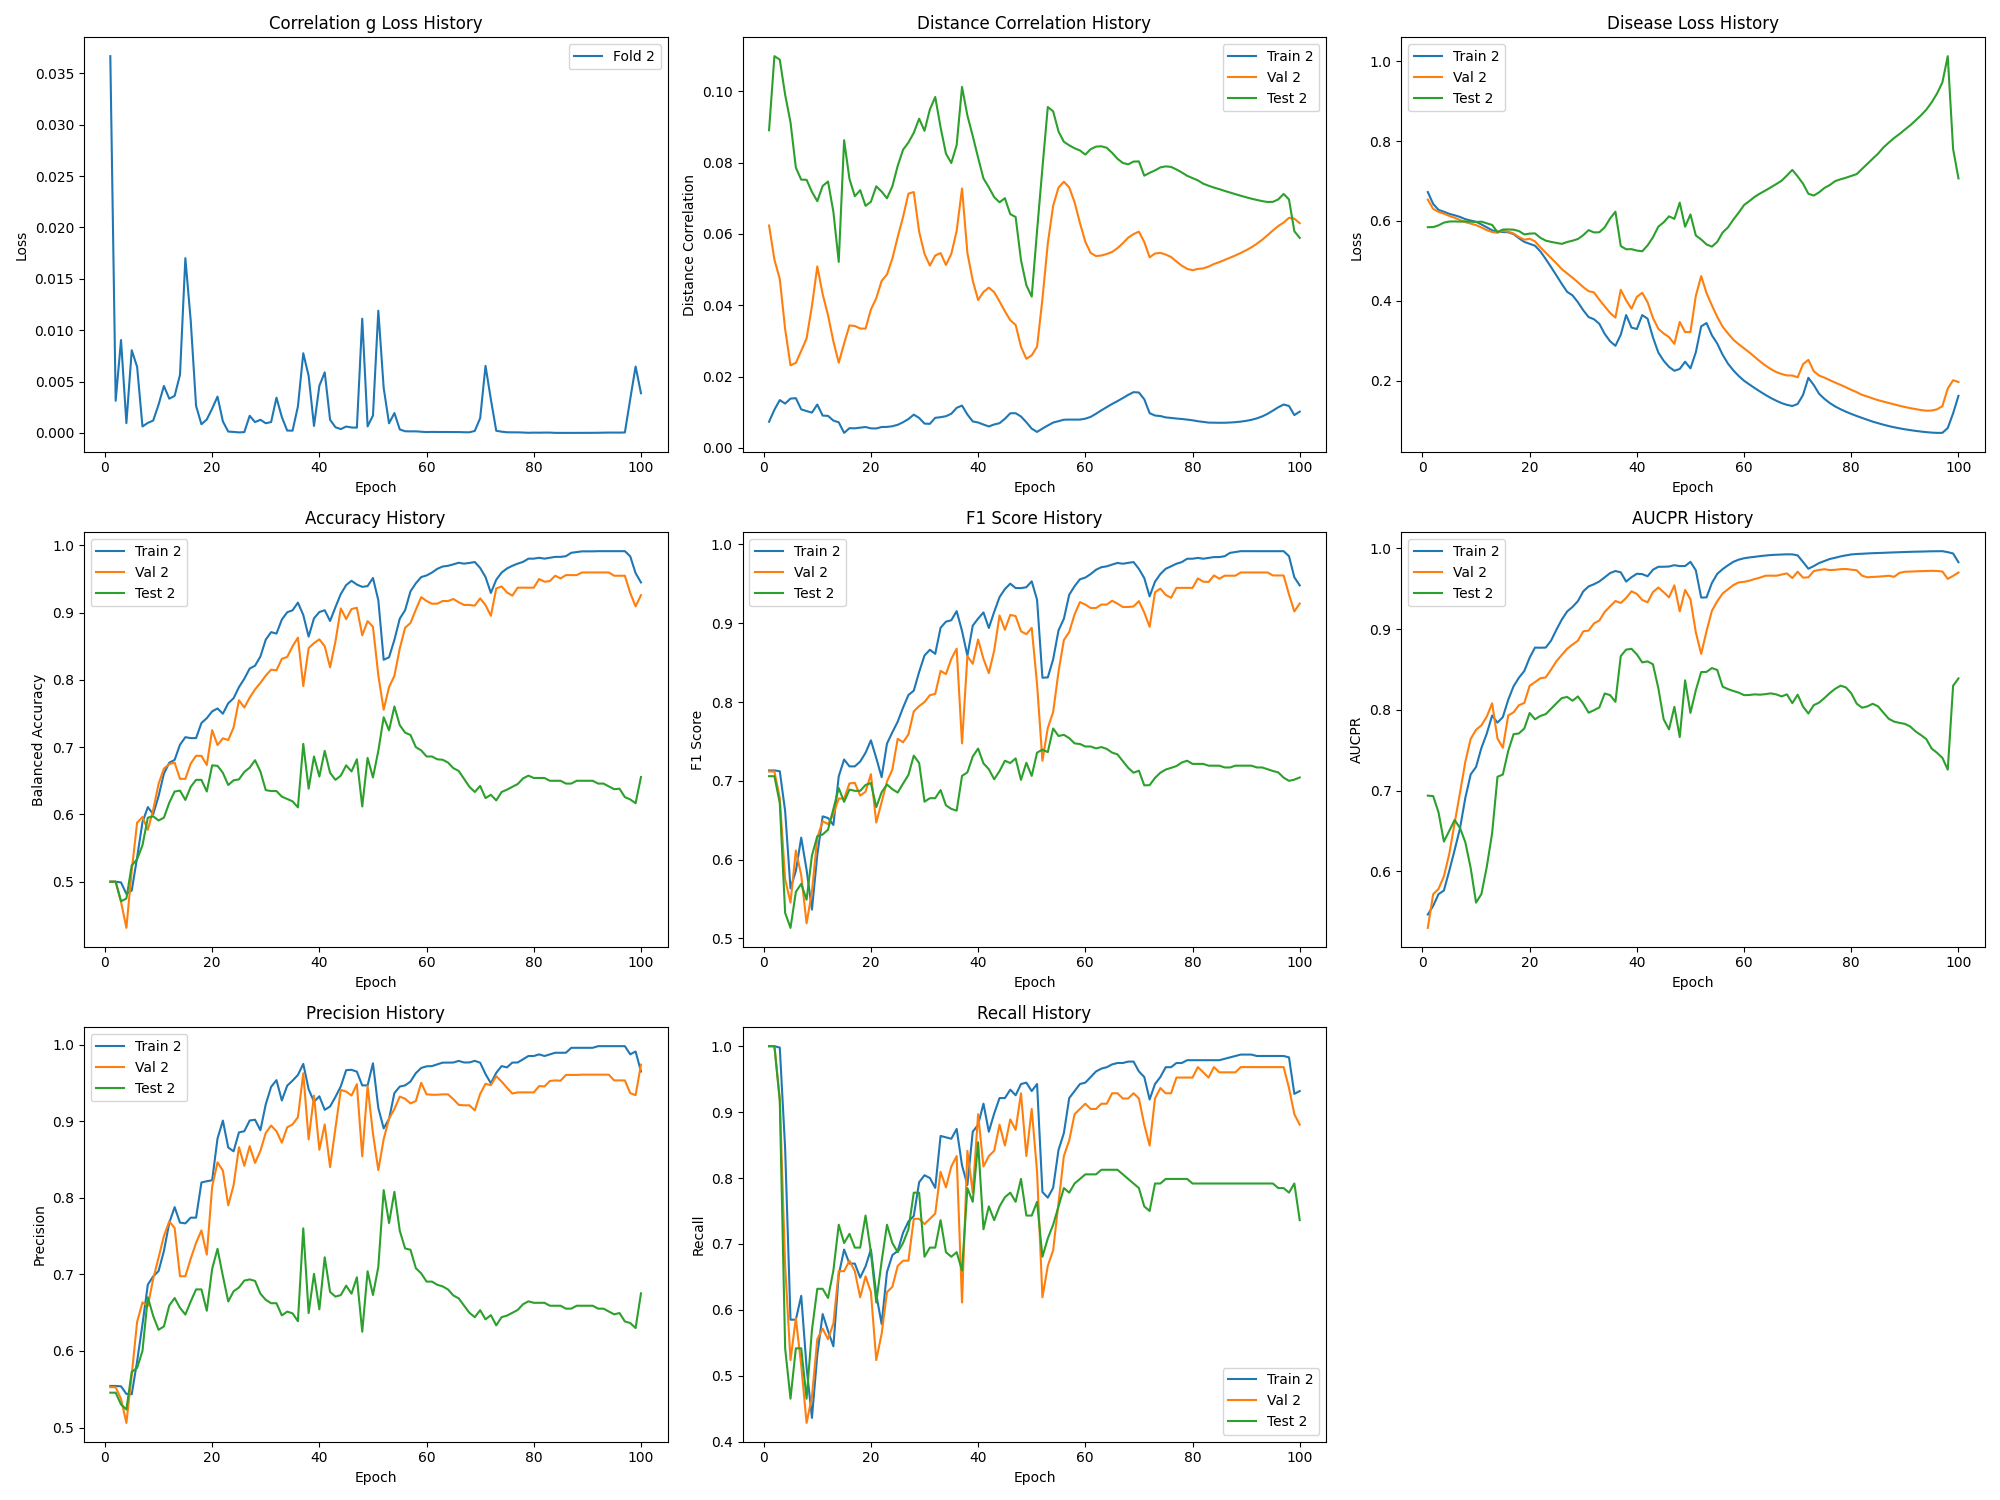 Correlation g Loss History
Fold 2
0.035
0.030
0.025
0.020
0.015
0.010
0.005
0.000
Loss
0 20 40 60 80 100
Epoch
Distance Correlation History
Train 2
Val 2
Test 2
0.10
0.08
0.06
0.04
0.02
0.00
Distance Correlation
0 20 40 60 80 100
Epoch
Disease Loss History
Train 2
Val 2
Test 2
1.0
0.8
0.6
0.4
0.2
Loss
0 20 40 60 80 100
Epoch
Accuracy History
Train 2
Val 2
Test 2
1.0
0.9
0.8
0.7
0.6
0.5
Balanced Accuracy
0 20 40 60 80 100
Epoch
F1 Score History
Train 2
Val 2
Test 2
1.0
0.9
0.8
0.7
0.6
0.5
F1 Score
0 20 40 60 80 100
Epoch
AUCPR History
Train 2
Val 2
Test 2
1.0
0.9
0.8
0.7
0.6
AUCPR
0 20 40 60 80 100
Epoch
Precision History
Train 2
Val 2
Test 2
1.0
0.9
0.8
0.7
0.6
0.5
Precision
0 20 40 60 80 100
Epoch
Recall History
1.0
0.9
0.8
0.7
0.6
0.5
0.4
Recall
Train 2
Val 2
Test 2
0 20 40 60 80 100
Epoch